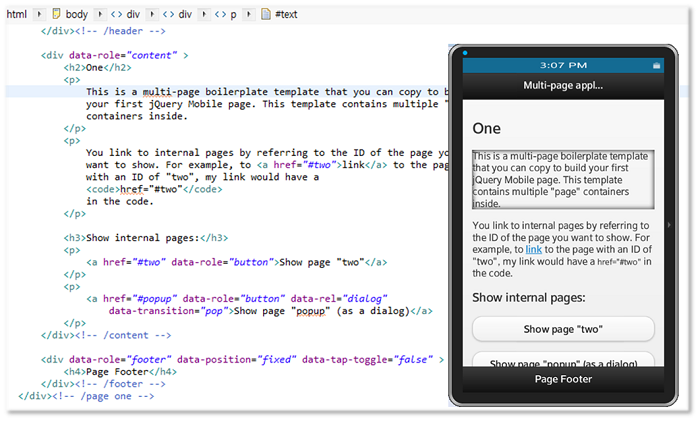 html body div div p #text
</div><!-- /header -->
<div data-role="content" >
<h2>One</h2>
<p>
This is a multi-page boilerplate template that you can copy to b
your first jQuery Mobile page. This template contains multiple "
containers inside.
</p>
<p>
You link to internal pages by referring to the ID of the page yo
want to show. For example, to <a href="#two">link</a> to the pag
with an ID of "two", my link would have a
<code>href="#two"</code>
in the code.
</p>
<h3>Show internal pages:</h3>
<p>
<a href="#two" data-role="button">Show page "two"</a>
</p>
<p>
<a href="#popup" data-role="button" data-rel="dialog"
data-transition="pop">Show page "popup" (as a dialog)</a>
</p>
</div><!-- /content -->
<div data-role="footer" data-position="fixed" data-tap-toggle="false" >
<h4>Page Footer</h4>
</div><!-- /footer -->
</div><!-- /page one -->
3:07 PM
Multi-page appl...
One
This is a multi-page boilerplate template
that you can copy to build your first
jQuery Mobile page. This template
contains multiple "page" containers
inside.
You link to internal pages by referring to
the ID of the page you want to show. For
example, to link to the page with an ID of
"two", my link would have a href="#two" in
the code.
Show internal pages:
Show page "two"
Show page "popup" (as a dialog)
Page Footer